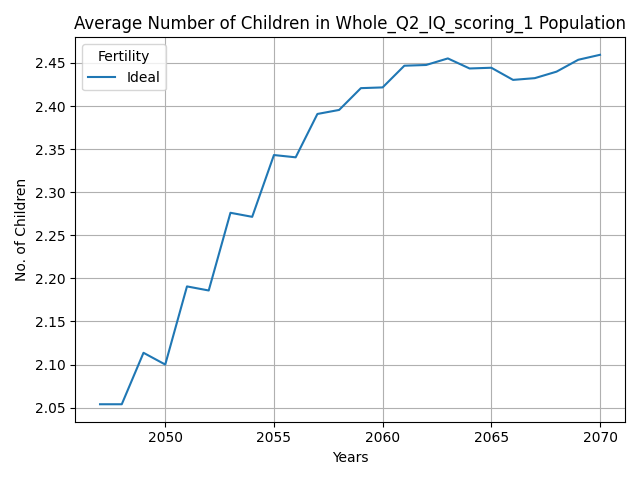 Average Number of Children in Whole_Q2_IQ_scoring_1 Population
Fertility
Ideal
No. of Children
2.45
2.40
2.35
2.30
2.25
2.20
2.15
2.10
2.05
2050 2055 2060 2065 2070
Years